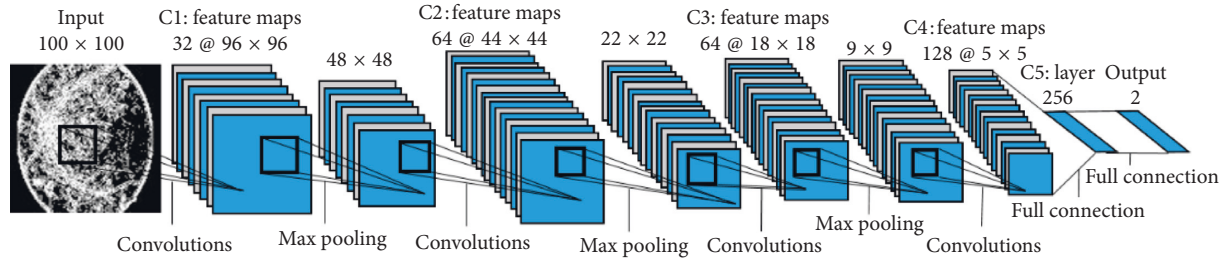 Input
100 × 100
C1: feature maps
32 @ 96 × 96
48 × 48
C2: feature maps
64 @ 44 × 44
22 × 22
C3: feature maps
64 @ 18 × 18
9 × 9
C4: feature maps
128 @ 5 × 5
C5: layer
256
Output
2
Convolutions
Max pooling
Convolutions
Max pooling
Convolutions
Max pooling
Convolutions
Full connection
Full connection